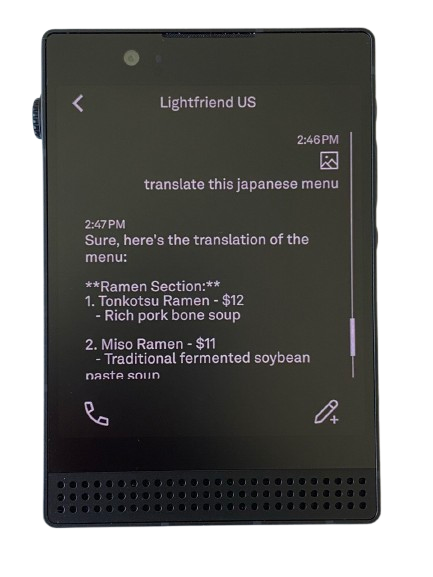 Lightfriend US
2:46PM
translate this japanese menu
2:47PM
Sure, here's the translation of the
menu:
**Ramen Section:**
1. Tonkotsu Ramen - $12
- Rich pork bone soup
2. Miso Ramen - $11
- Traditional fermented soybean
paste soup